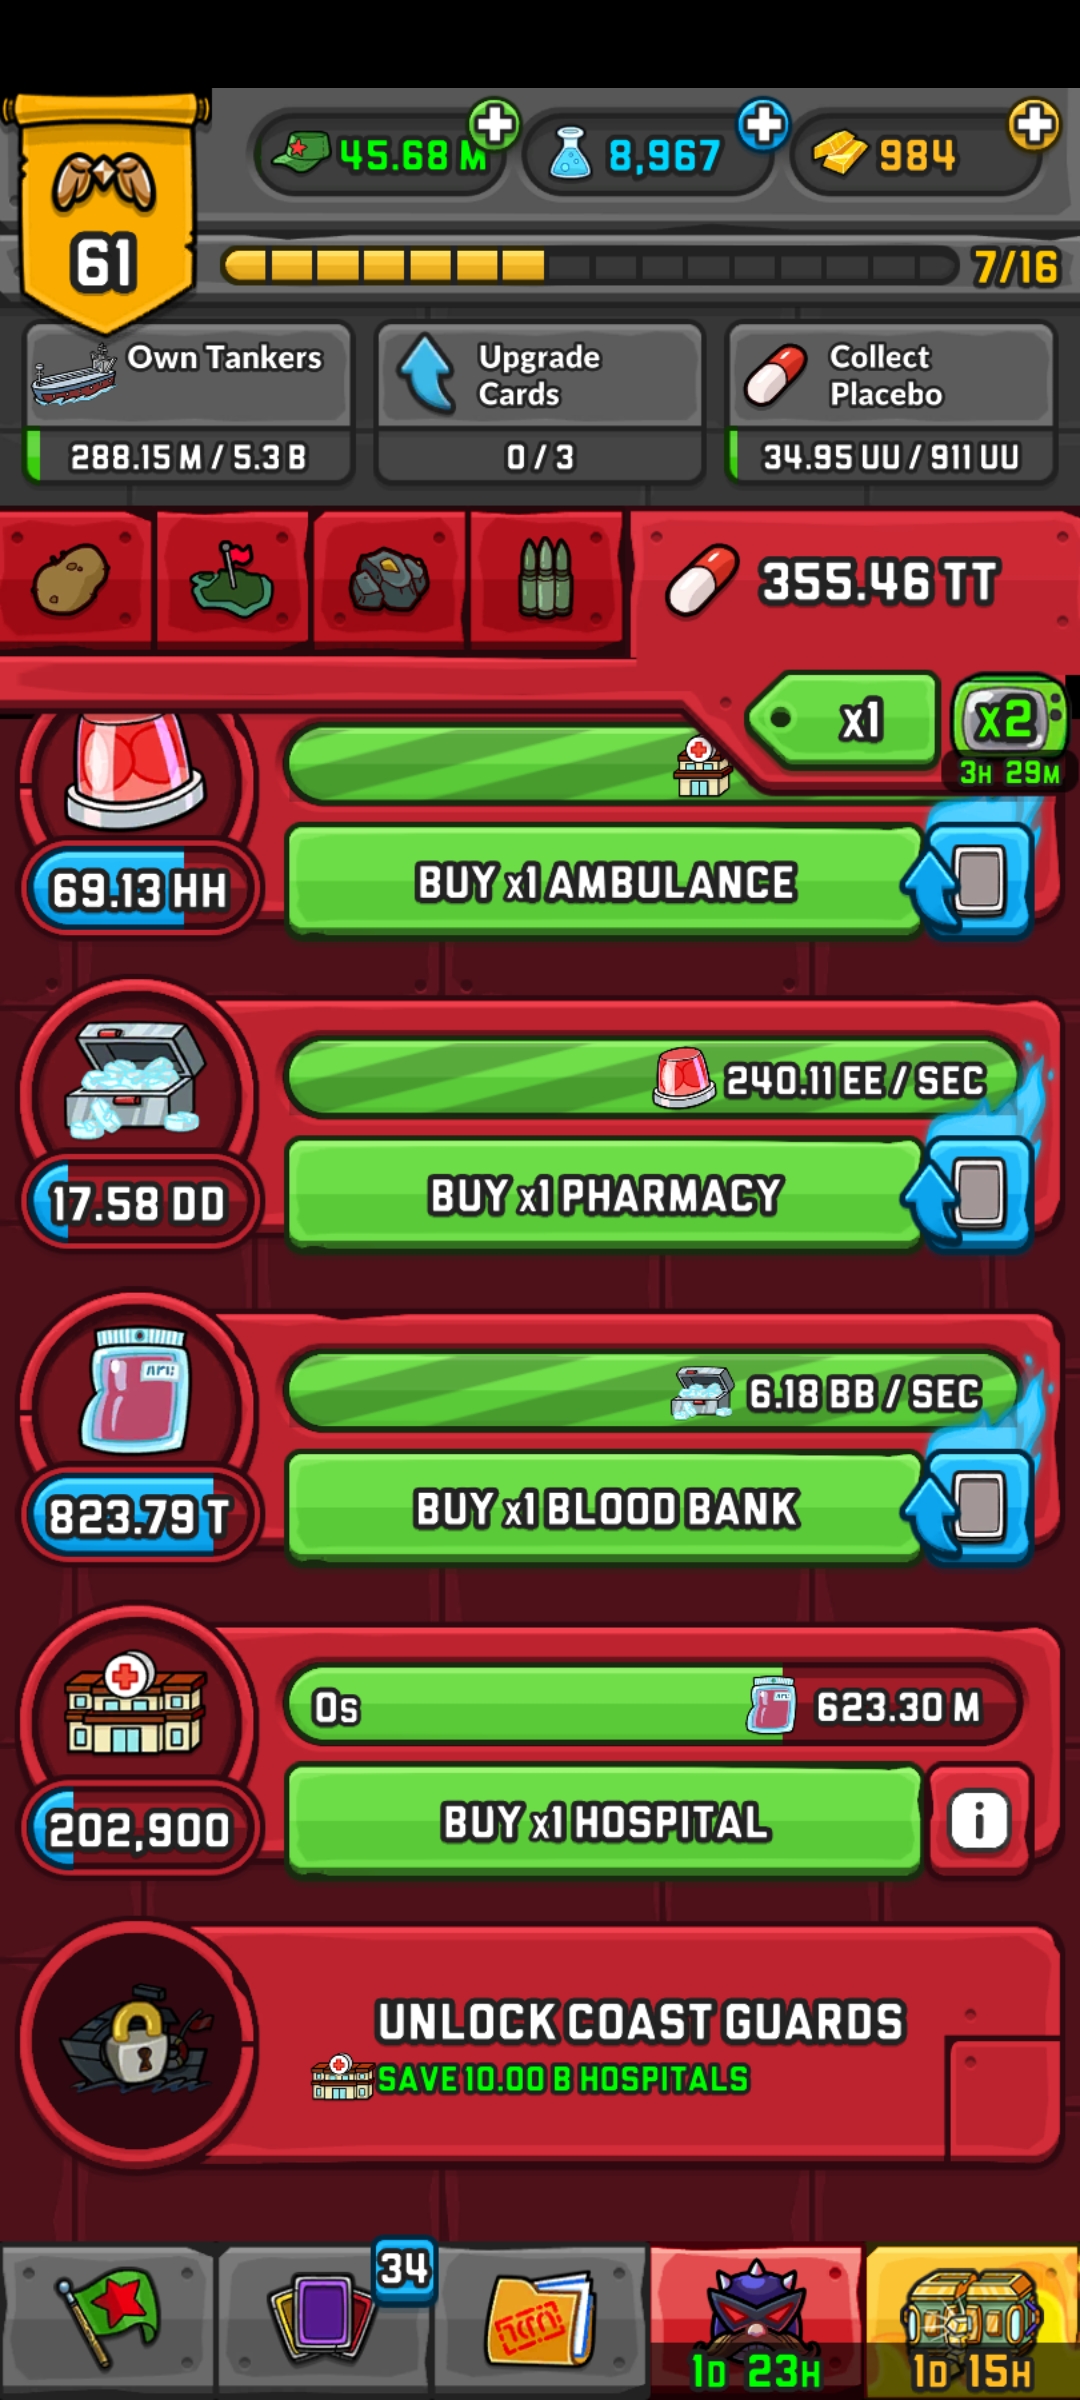 45.68 M
8,967
984
61
7/16
Own Tankers
288.15 M / 5.3 B
Upgrade
Cards
0 / 3
Collect
Placebo
34.95 UU / 911 UU
355.46 TT
x1
x2
3H 29M
69.13 HH
BUY x1 AMBULANCE
240.11 EE / SEC
17.58 DD
BUY x1 PHARMACY
6.18 BB / SEC
823.79 T
BUY x1 BLOOD BANK
0s
623.30 M
202,900
BUY x1 HOSPITAL
i
UNLOCK COAST GUARDS
SAVE 10.00 B HOSPITALS
34
1D 23H
1D 15H